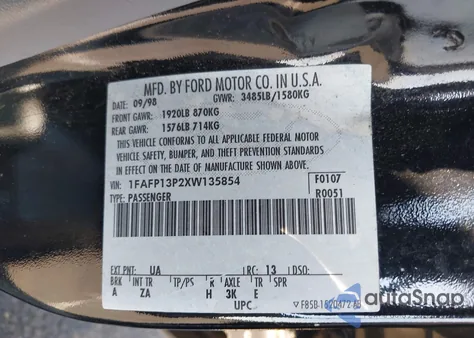 MFD. BY FORD MOTOR CO. IN U.S.A.
DATE: 09/98 GVWR: 3485LB/1580KG
FRONT GAWR: 1920LB 870KG
REAR GAWR: 1576LB 714KG
THIS VEHICLE CONFORMS TO ALL APPLICABLE FEDERAL MOTOR
VEHICLE SAFETY, BUMPER, AND THEFT PREVENTION STANDARDS
IN EFFECT ON THE DATE OF MANUFACTURE SHOWN ABOVE.
VIN: 1FAFP13P2XW135854 F0107
TYPE: PASSENGER R0051
EXT PNT: UA RC: 13 DSO:
BRK INT TR TP/PS R AXLE TR SP
A ZA H 3K E
UPC
autoSnap